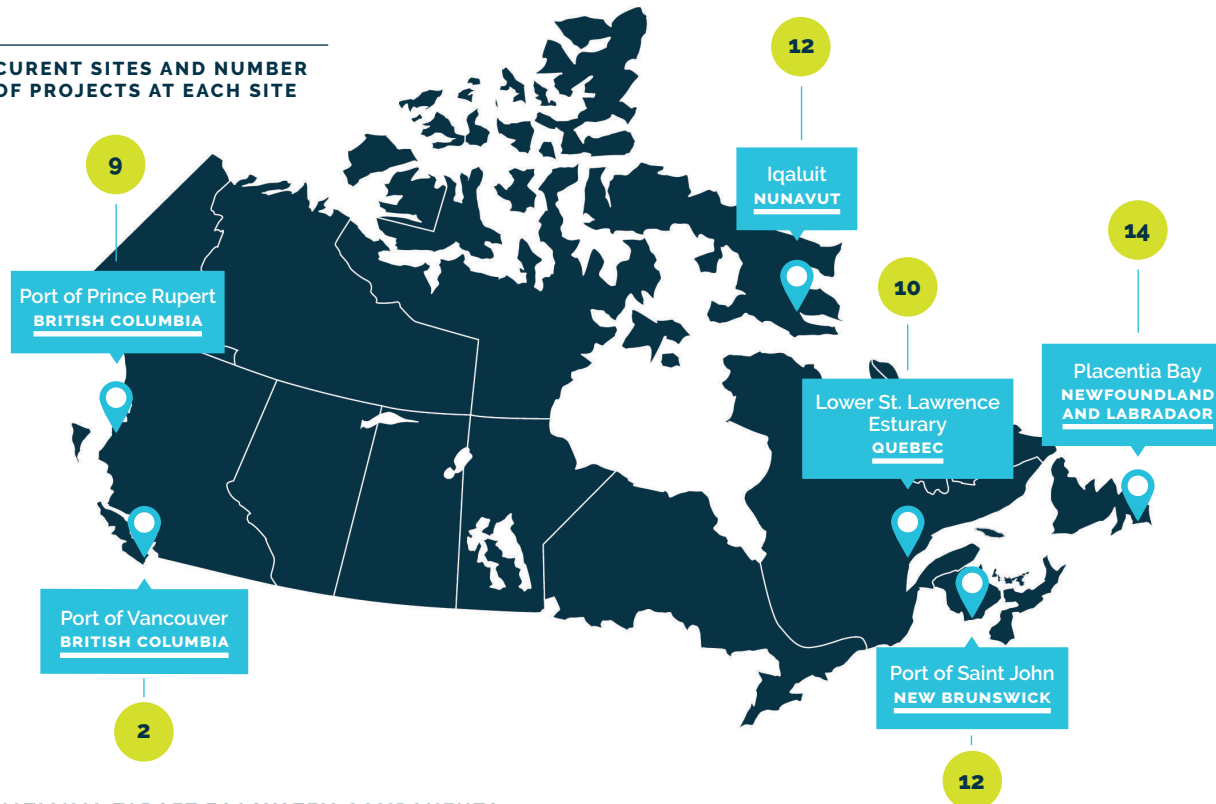 CURENT SITES AND NUMBER
OF PROJECTS AT EACH SITE
9
Port of Prince Rupert
BRITISH COLUMBIA
12
Iqaluit
NUNAVUT
14
Placentia Bay
NEWFOUNDLAND
AND LABRADAOR
10
Lower St. Lawrence
Esturary
QUEBEC
Port of Vancouver
BRITISH COLUMBIA
2
Port of Saint John
NEW BRUNSWICK
12